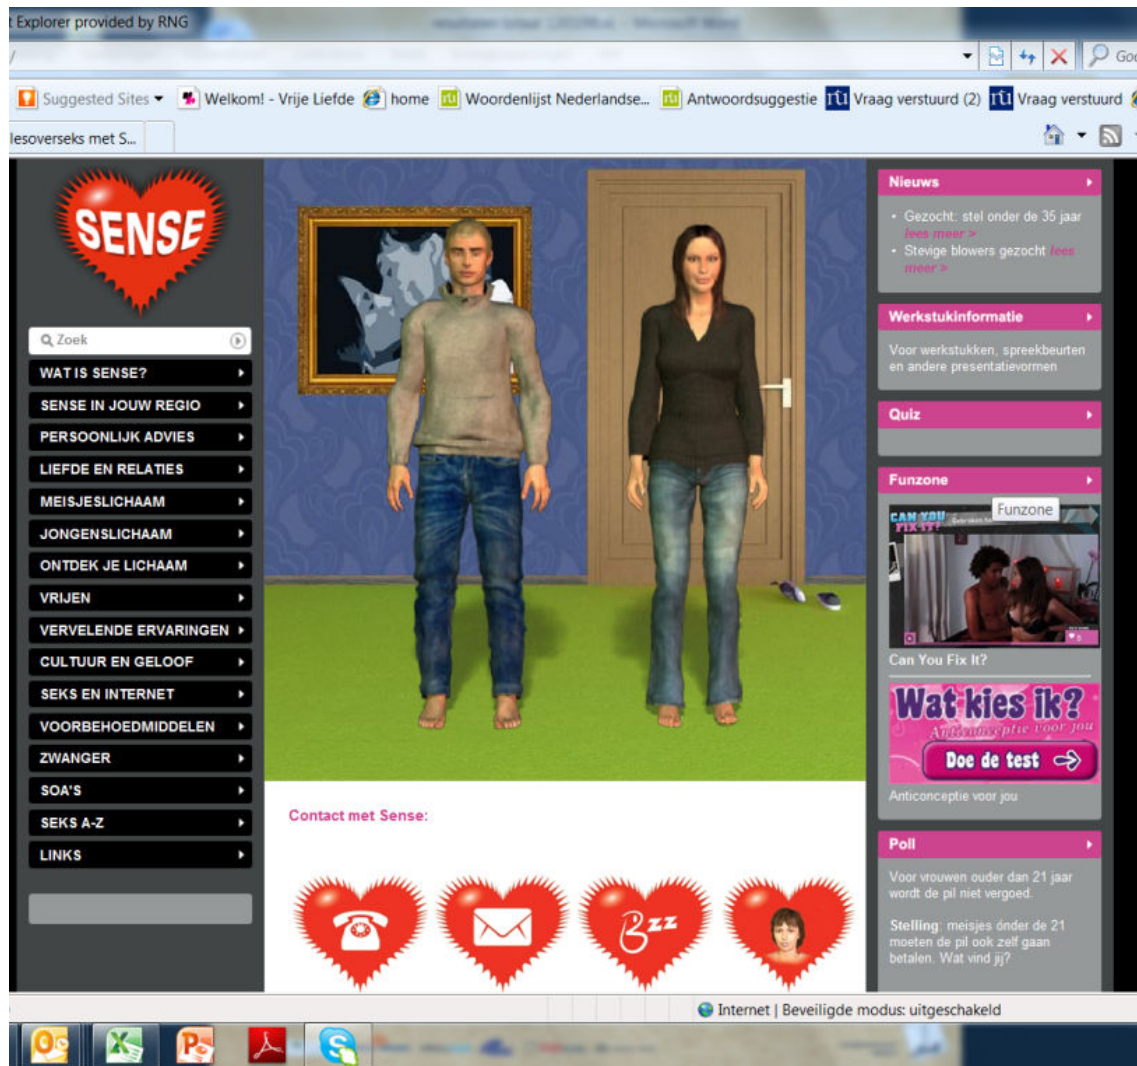 t Explorer provided by RNG
Suggested Sites
Welkom! - Vrije Liefde
home
Woordenlijst Nederlandse...
Antwoordsuggestie
Vraag verstuurd (2)
Vraag verstuurd
lesoverseks met S...
SENSE
Zoek
WAT IS SENSE?
SENSE IN JOUW REGIO
PERSOONLIJK ADVIES
LIEFDE EN RELATIES
MEISJESLICHAAM
JONGENSLICHAAM
ONTDEK JE LICHAAM
VRIJEN
VERVELENDE ERVARINGEN
CULTUUR EN GELOOF
SEKS EN INTERNET
VOORBEHOEDMIDDELEN
ZWANGER
SOA'S
SEKS A-Z
LINKS
Contact met Sense:
Bzz
Nieuws
• Gezocht: stel onder de 35 jaar
lees meer >
• Stevige blowers gezocht lees
meer >
Werkstukinformatie
Voor werkstukken, spreekbeurten
en andere presentatievormen
Quiz
Funzone
Funzone
CAN YOU
FIX IT?
Can You Fix It?
Wat kies ik?
Anticonceptie voor jou
Doe de test
Anticonceptie voor jou
Poll
Voor vrouwen ouder dan 21 jaar
wordt de pil niet vergoed.
Stelling: meisjes ónder de 21
moeten de pil ook zelf gaan
betalen. Wat vind jij?
Internet | Beveiligde modus: uitgeschakeld